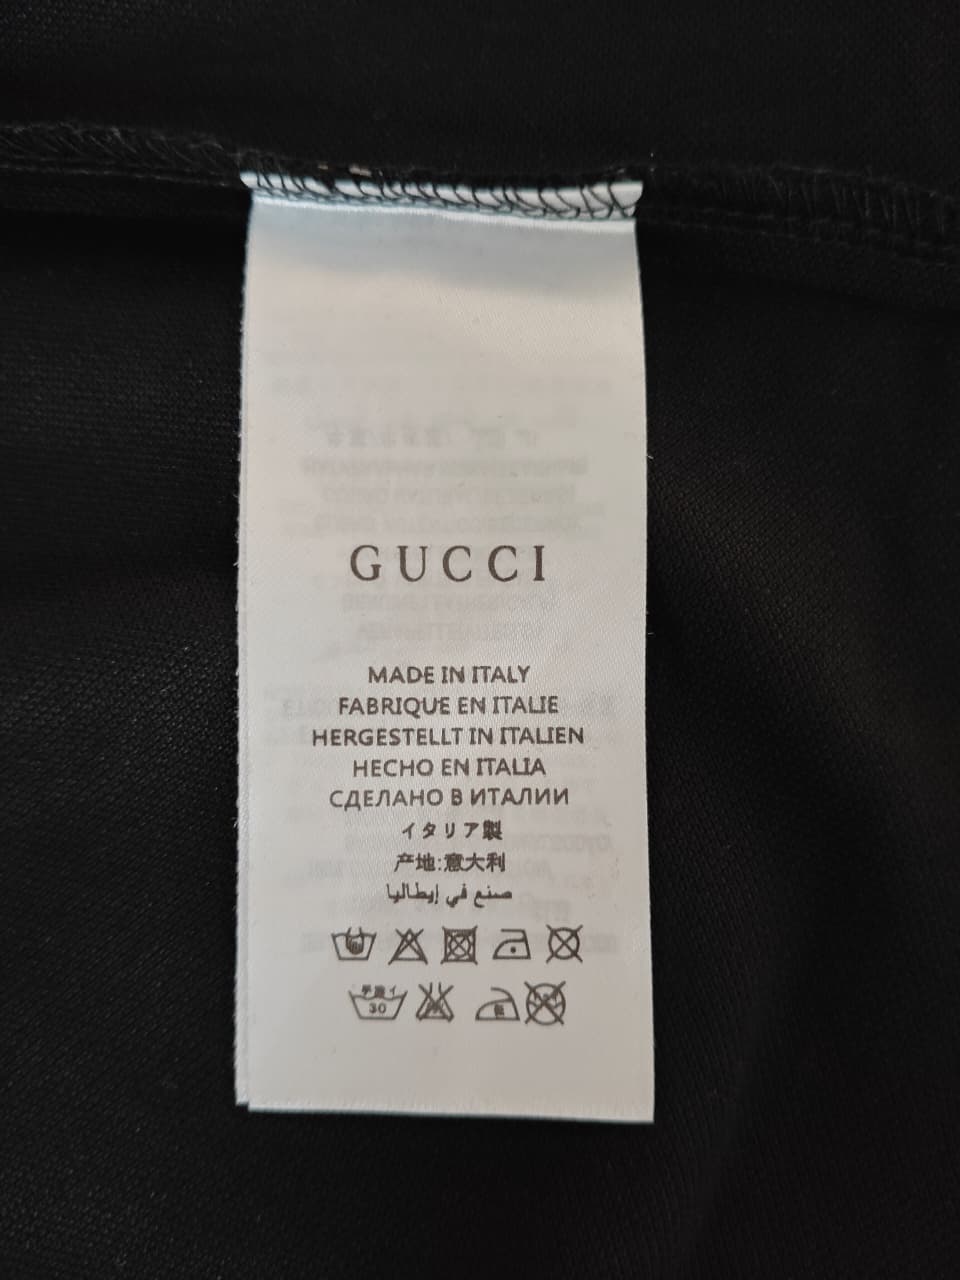 GUCCI
MADE IN ITALY
FABRIQUE EN ITALIE
HERGESTELLT IN ITALIEN
HECHO EN ITALIA
СДЕЛАНО В ИТАЛИИ
イタリア製
产地:意大利
صنع في إيطاليا
30